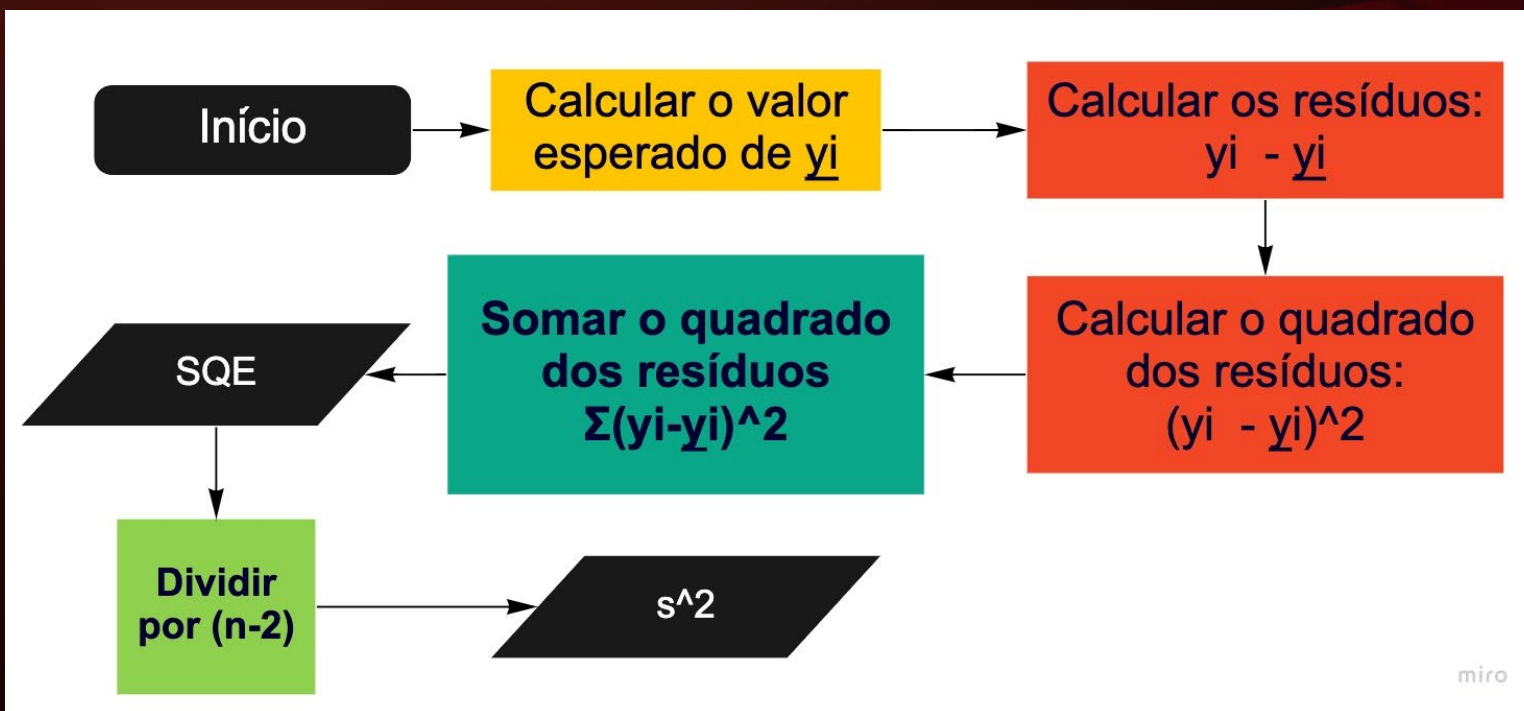 Início
Calcular o valor
esperado de yi
Calcular os resíduos:
yi - yi
Calcular o quadrado
dos resíduos:
(yi - yi)^2
Somar o quadrado
dos resíduos
Σ(yi-yi)^2
SQE
Dividir
por (n-2)
s^2
miro